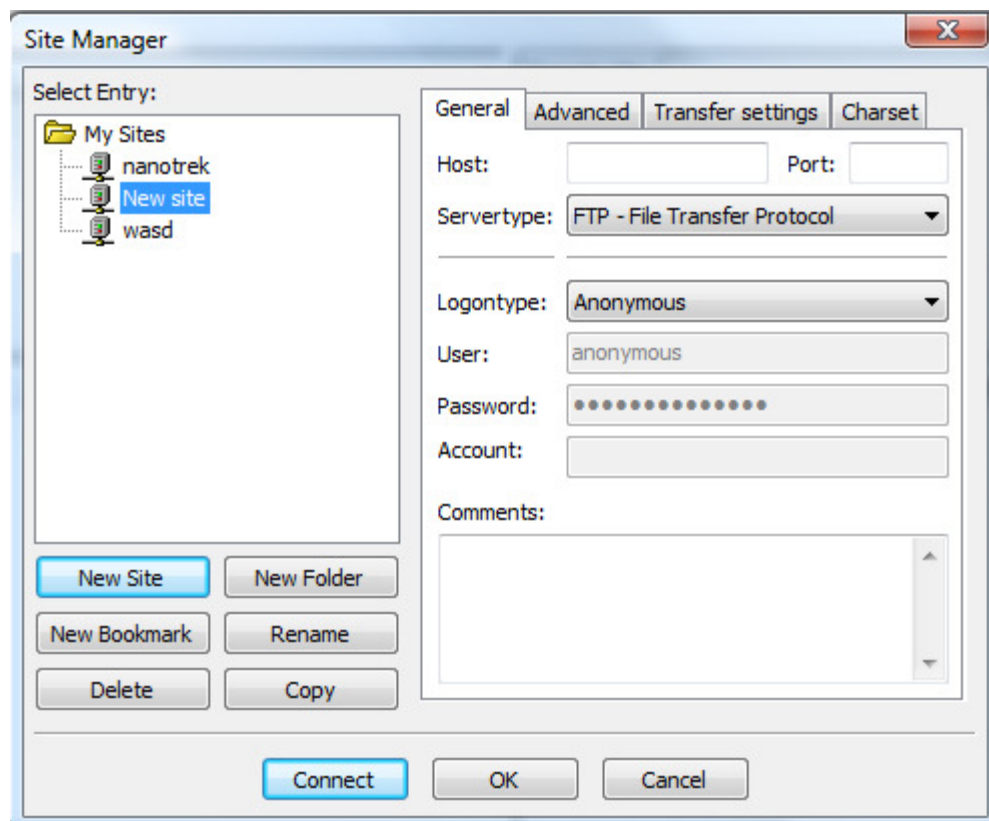 Site Manager
Select Entry:
My Sites
nanotrek
New site
wasd
New Site
New Folder
New Bookmark
Rename
Delete
Copy
General
Advanced
Transfer settings
Charset
Host:
Port:
Servertype:
FTP - File Transfer Protocol
Logontype:
Anonymous
User:
anonymous
Password:
••••••••••••••
Account:
Comments:
Connect
OK
Cancel